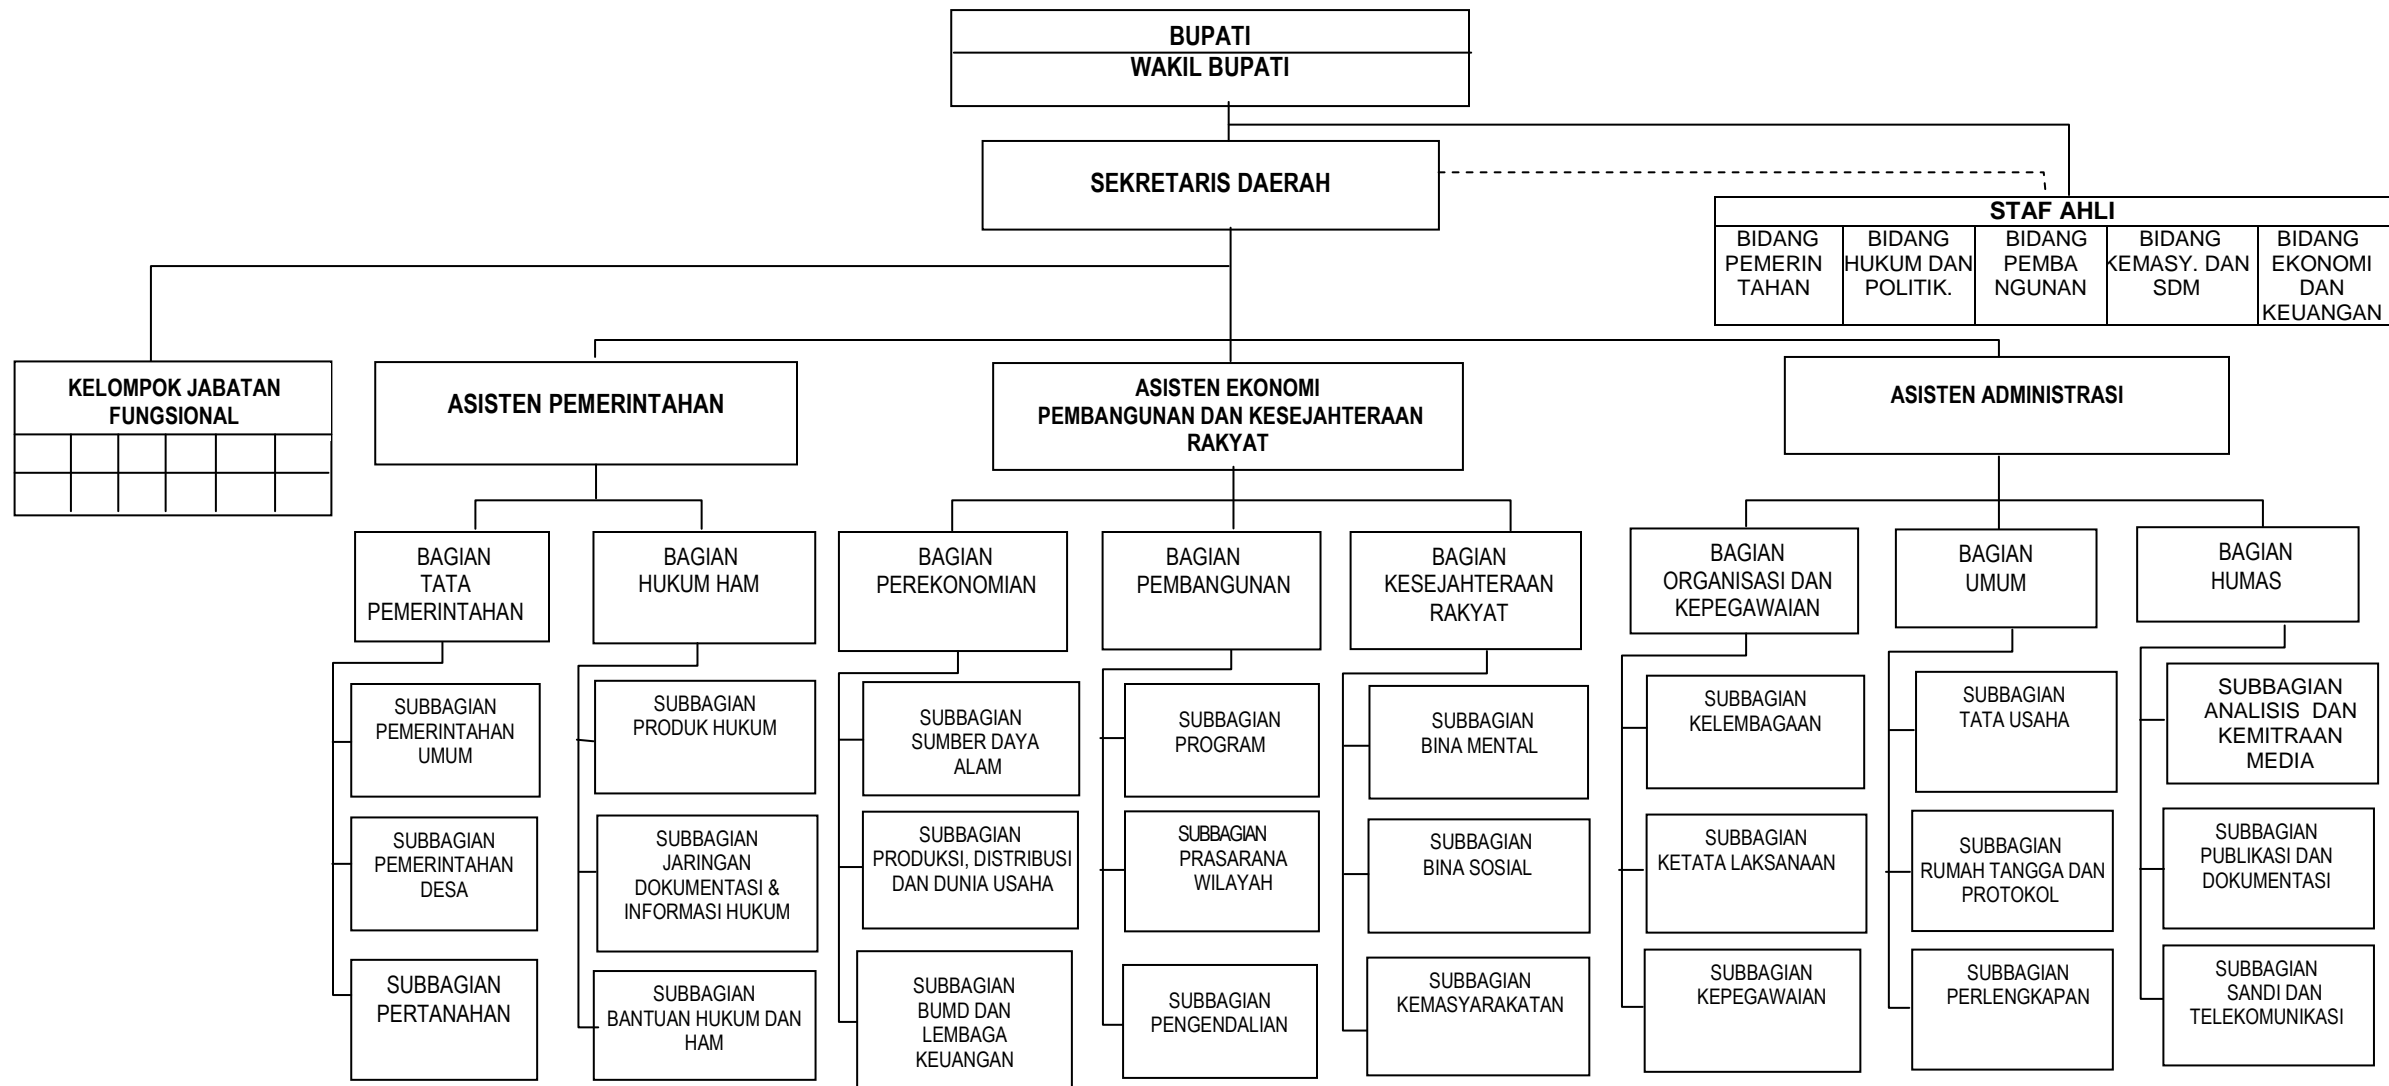 BUPATI
WAKIL BUPATI
SEKRETARIS DAERAH
STAF AHLI
BIDANG
PEMERIN
TAHAN
BIDANG
HUKUM DAN
POLITIK.
BIDANG
PEMBA
NGUNAN
BIDANG
KEMASY. DAN
SDM
BIDANG
EKONOMI
DAN
KEUANGAN
KELOMPOK JABATAN
FUNGSIONAL
ASISTEN PEMERINTAHAN
ASISTEN EKONOMI
PEMBANGUNAN DAN KESEJAHTERAAN
RAKYAT
ASISTEN ADMINISTRASI
BAGIAN
TATA
PEMERINTAHAN
BAGIAN
HUKUM HAM
BAGIAN
PEREKONOMIAN
BAGIAN
PEMBANGUNAN
BAGIAN
KESEJAHTERAAN
RAKYAT
BAGIAN
ORGANISASI DAN
KEPEGAWAIAN
BAGIAN
UMUM
BAGIAN
HUMAS
SUBBAGIAN
PEMERINTAHAN
UMUM
SUBBAGIAN
PRODUK HUKUM
SUBBAGIAN
SUMBER DAYA
ALAM
SUBBAGIAN
PROGRAM
SUBBAGIAN
BINA MENTAL
SUBBAGIAN
KELEMBAGAAN
SUBBAGIAN
TATA USAHA
SUBBAGIAN
ANALISIS DAN
KEMITRAAN
MEDIA
SUBBAGIAN
PEMERINTAHAN
DESA
SUBBAGIAN
JARINGAN
DOKUMENTASI &
INFORMASI HUKUM
SUBBAGIAN
PRODUKSI, DISTRIBUSI
DAN DUNIA USAHA
SUBBAGIAN
PRASARANA
WILAYAH
SUBBAGIAN
BINA SOSIAL
SUBBAGIAN
KETATA LAKSANAAN
SUBBAGIAN
RUMAH TANGGA DAN
PROTOKOL
SUBBAGIAN
PUBLIKASI DAN
DOKUMENTASI
SUBBAGIAN
PERTANAHAN
SUBBAGIAN
BANTUAN HUKUM DAN
HAM
SUBBAGIAN
BUMD DAN
LEMBAGA
KEUANGAN
SUBBAGIAN
PENGENDALIAN
SUBBAGIAN
KEMASYARAKATAN
SUBBAGIAN
KEPEGAWAIAN
SUBBAGIAN
PERLENGKAPAN
SUBBAGIAN
SANDI DAN
TELEKOMUNIKASI